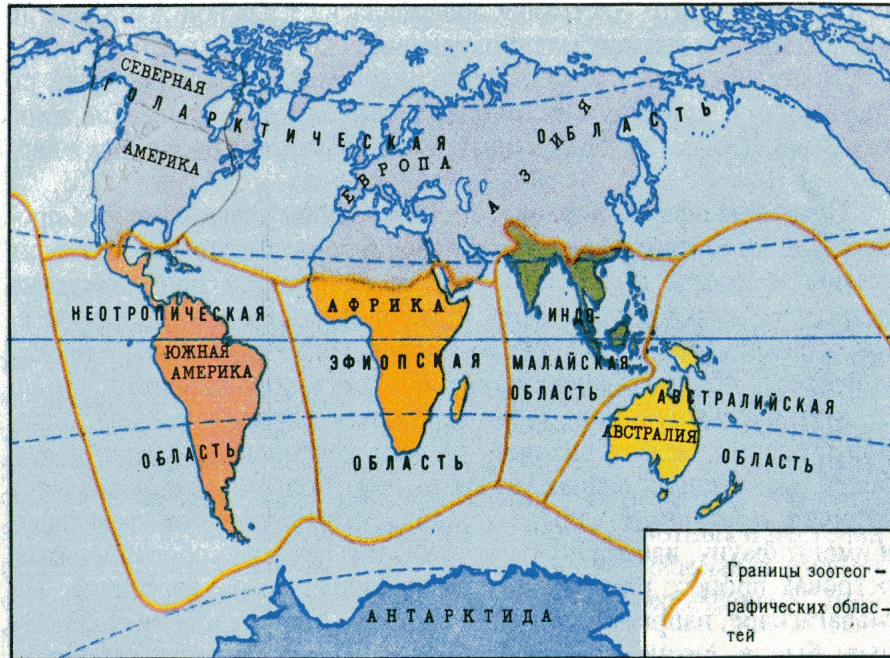 СЕВЕРНАЯ
АМЕРИКА
ГОЛАРКТИЧЕСКАЯ ОБЛАСТЬ
ЕВРОПА
АЗИЯ
НЕОТРОПИЧЕСКАЯ
ОБЛАСТЬ
ЮЖНАЯ
АМЕРИКА
АФРИКА
ЭФИОПСКАЯ
ОБЛАСТЬ
ИНДО-
МАЛАЙСКАЯ
ОБЛАСТЬ
АВСТРАЛИЙСКАЯ
ОБЛАСТЬ
АВСТРАЛИЯ
АНТАРКТИДА
Границы зоогеог-
рафических облас-
тей